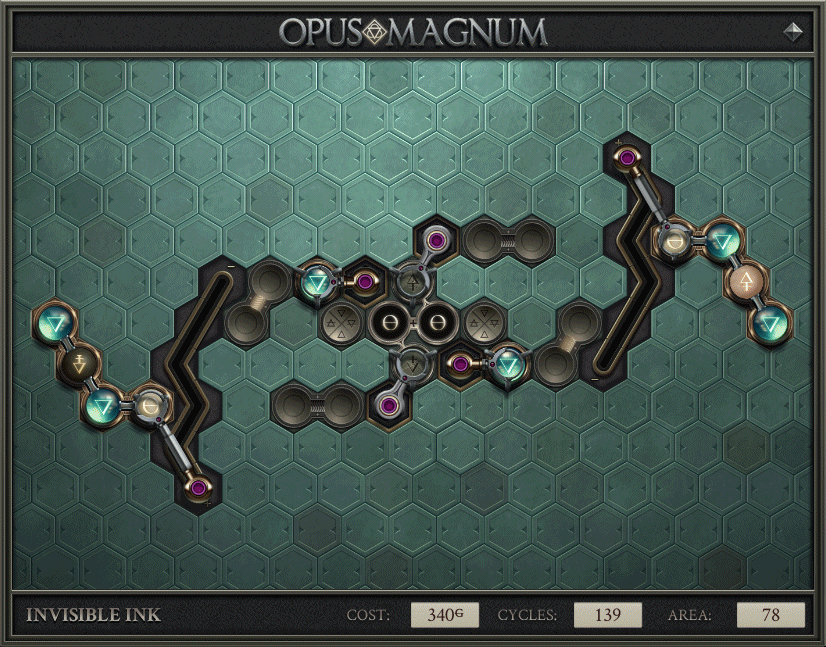 OPUS MAGNUM
INVISIBLE INK
COST: 340G
CYCLES: 139
AREA: 78